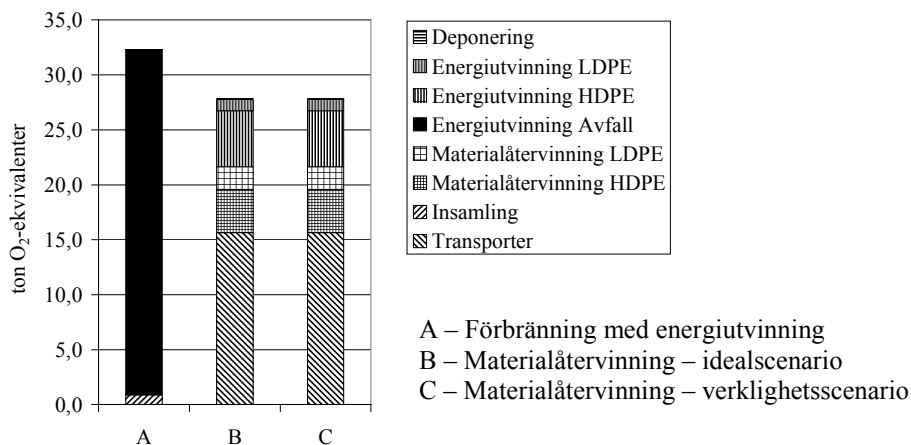 35,0
30,0
25,0
20,0
15,0
10,0
5,0
0,0
ton O₂-ekvivalenter
A B C
Deponering
Energiutvinning LDPE
Energiutvinning HDPE
Energiutvinning Avfall
Materialåtervinning LDPE
Materialåtervinning HDPE
Insamling
Transporter
A – Förbränning med energiutvinning
B – Materialåtervinning – idealscenario
C – Materialåtervinning – verklighetsscenario